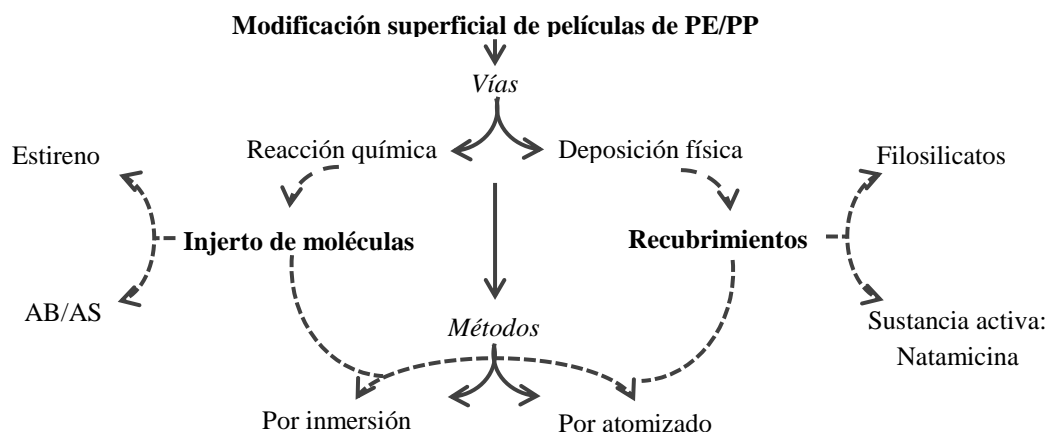 Modificación superficial de películas de PE/PP
Vías
Reacción química
Deposición física
Estireno
Filosilicatos
Injerto de moléculas
Recubrimientos
AB/AS
Sustancia activa:
Natamicina
Métodos
Por inmersión
Por atomizado